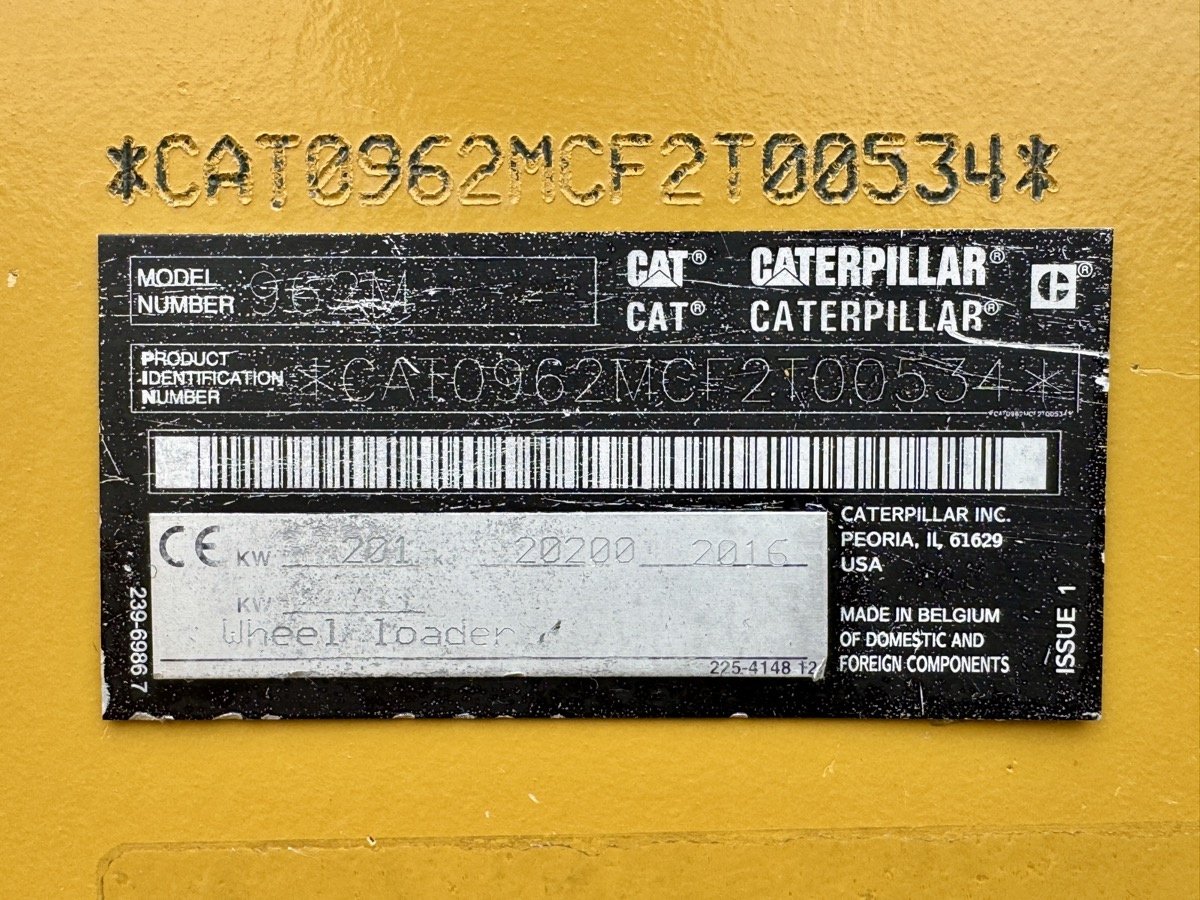 *CAT0962MCF2T00534*
MODEL
NUMBER 962M
CAT® CATERPILLAR®
CAT® CATERPILLAR®
PRODUCT
IDENTIFICATION
NUMBER
*CAT0962MCF2T00534*
*CAT0962MCF2T00534*
CE KW 201 20200 2016
KW
Wheel loader
225-4148 12
239-6986 7
CATERPILLAR INC.
PEORIA, IL 61629
USA
MADE IN BELGIUM
OF DOMESTIC AND
FOREIGN COMPONENTS
ISSUE 1